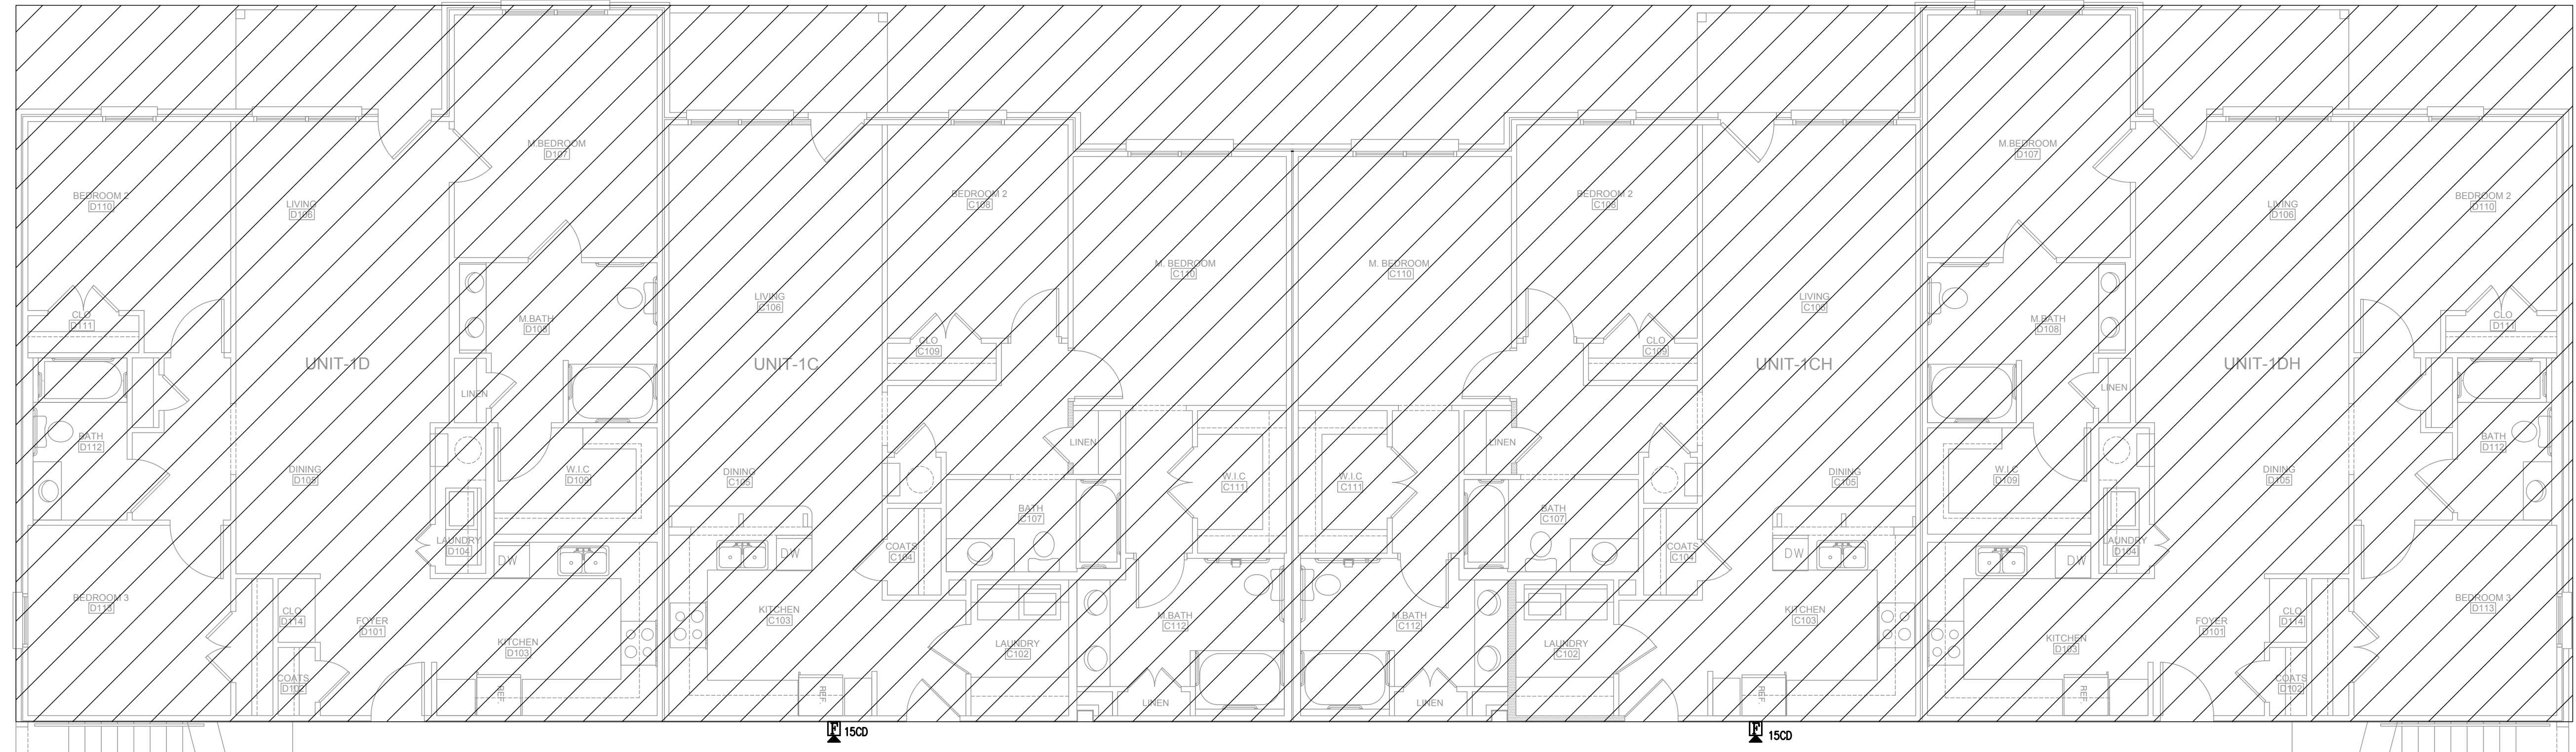 M.BEDROOM
D107
BEDROOM 2
D110
LIVING
D106
CLO
D111
M.BATH
D108
UNIT-1D
LINEN
BATH
D112
DINING
D105
W.I.C
D109
LAUNDRY
D104
DW
BEDROOM 3
D113
CLO
D114
FOYER
D101
KITCHEN
D103
COATS
D102
REF.
BEDROOM 2
C108
M. BEDROOM
C110
LIVING
C106
CLO
C109
UNIT-1C
LINEN
DINING
C105
W.I.C
C111
BATH
C107
DW
COATS
C104
KITCHEN
C103
M.BATH
C112
LAUNDRY
C102
REF.
LINEN
F 15CD
BEDROOM 2
C108
M. BEDROOM
C110
LIVING
C106
CLO
C109
UNIT-1CH
LINEN
DINING
C105
W.I.C
C111
BATH
C107
DW
COATS
C104
KITCHEN
C103
M.BATH
C112
LAUNDRY
C102
REF.
LINEN
F 15CD
M.BEDROOM
D107
BEDROOM 2
D110
LIVING
D106
CLO
D111
M.BATH
D108
UNIT-1DH
LINEN
BATH
D112
DINING
D105
W.I.C
D109
LAUNDRY
D104
DW
BEDROOM 3
D113
CLO
D114
FOYER
D101
KITCHEN
D103
COATS
D102
REF.